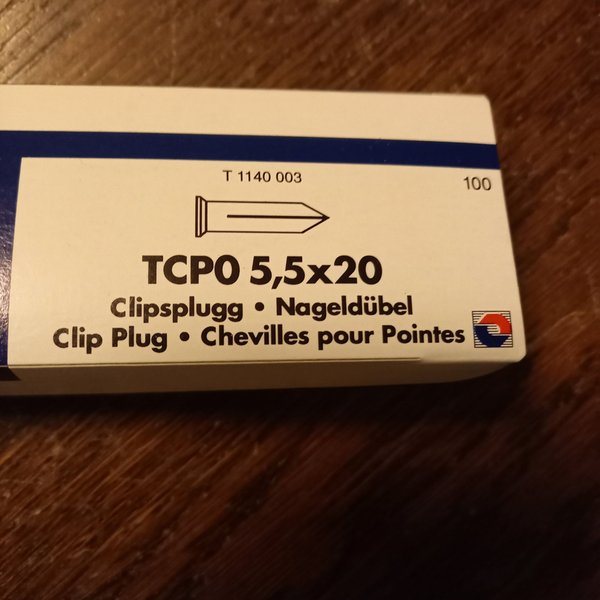 T 1140 003
100
TCP0 5,5x20
Clipsplugg • Nageldübel
Clip Plug • Chevilles pour Pointes